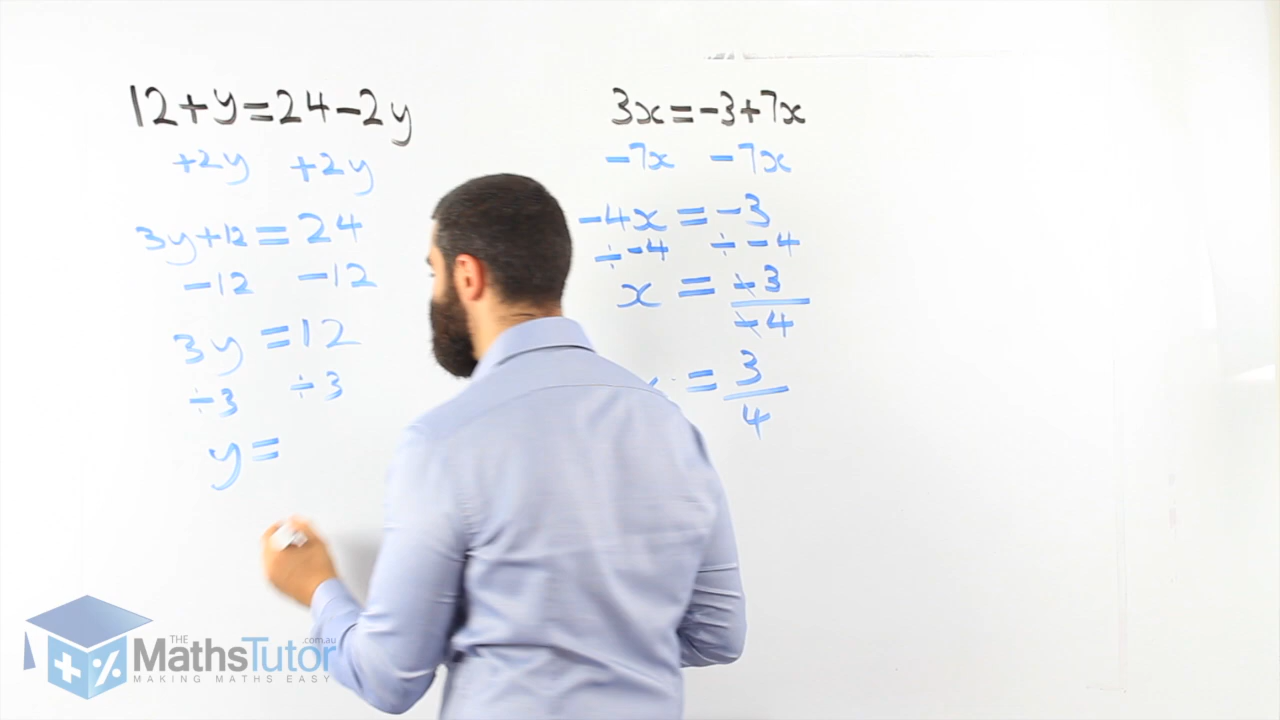 12+y=24-2y
+2y +2y
3y+12=24
-12 -12
3y=12
÷3 ÷3
y=
3x=-3+7x
-7x -7x
-4x=-3
÷-4 ÷-4
x=-3
-4
=3
4
THE
MathsTutor
.com.au
MAKING MATHS EASY